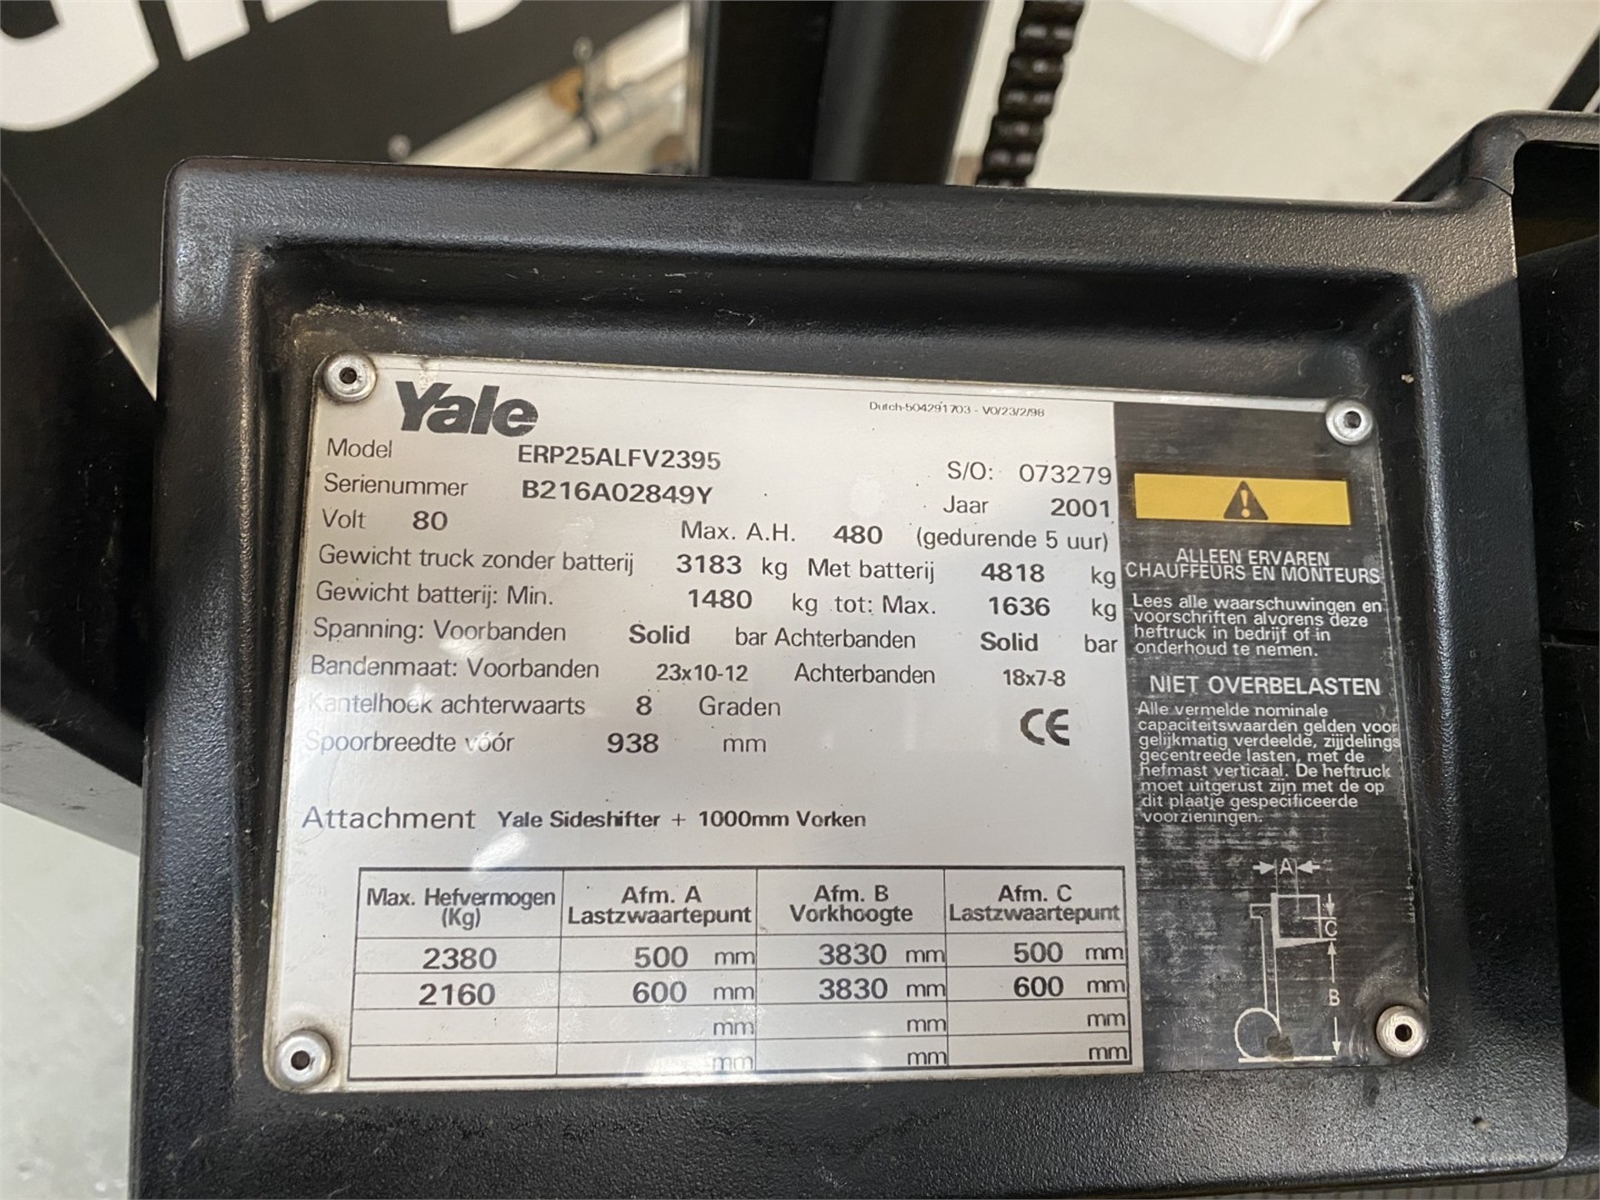 Yale
Dutch-504291703 - V0/23/2/98
Model ERP25ALFV2395 S/O: 073279
Serienummer B216A02849Y Jaar 2001
Volt 80 Max. A.H. 480 (gedurende 5 uur)
Gewicht truck zonder batterij 3183 kg Met batterij 4818 kg
Gewicht batterij: Min. 1480 kg tot: Max. 1636 kg
Spanning: Voorbanden Solid bar Achterbanden Solid bar
Bandenmaat: Voorbanden 23x10-12 Achterbanden 18x7-8
Kantelhoek achterwaarts 8 Graden
Spoorbreedte vóór 938 mm
CE
Attachment Yale Sideshifter + 1000mm Vorken
Max. Hefvermogen (Kg) Afm. A Lastzwaartepunt Afm. B Vorkhoogte Afm. C Lastzwaartepunt
2380 500 mm 3830 mm 500 mm
2160 600 mm 3830 mm 600 mm
mm mm mm
mm mm mm
ALLEEN ERVAREN
CHAUFFEURS EN MONTEURS
Lees alle waarschuwingen en
voorschriften alvorens deze
heftruck in bedrijf of in
onderhoud te nemen.
NIET OVERBELASTEN
Alle vermelde nominale
capaciteitswaarden gelden voor
gelijkmatig verdeelde, zijdelings
gecentreede lasten, met de
hefmast verticaal. De heftruck
moet uitgerust zijn met de op
dit plaatje gespecificeerde
voorzieningen.
A
C
B